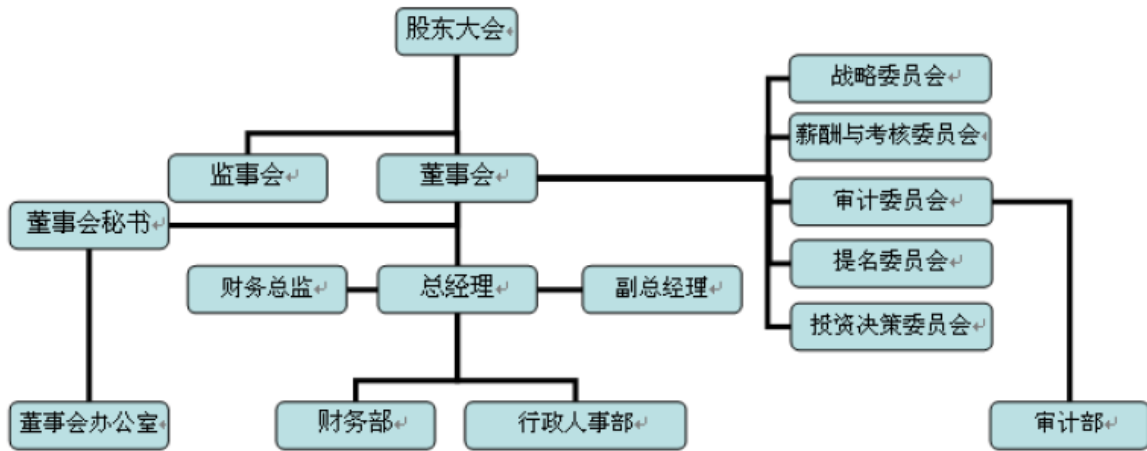 股东大会
战略委员会
薪酬与考核委员会
监事会
董事会
审计委员会
董事会秘书
提名委员会
财务总监
总经理
副总经理
投资决策委员会
董事会办公室
财务部
行政人事部
审计部